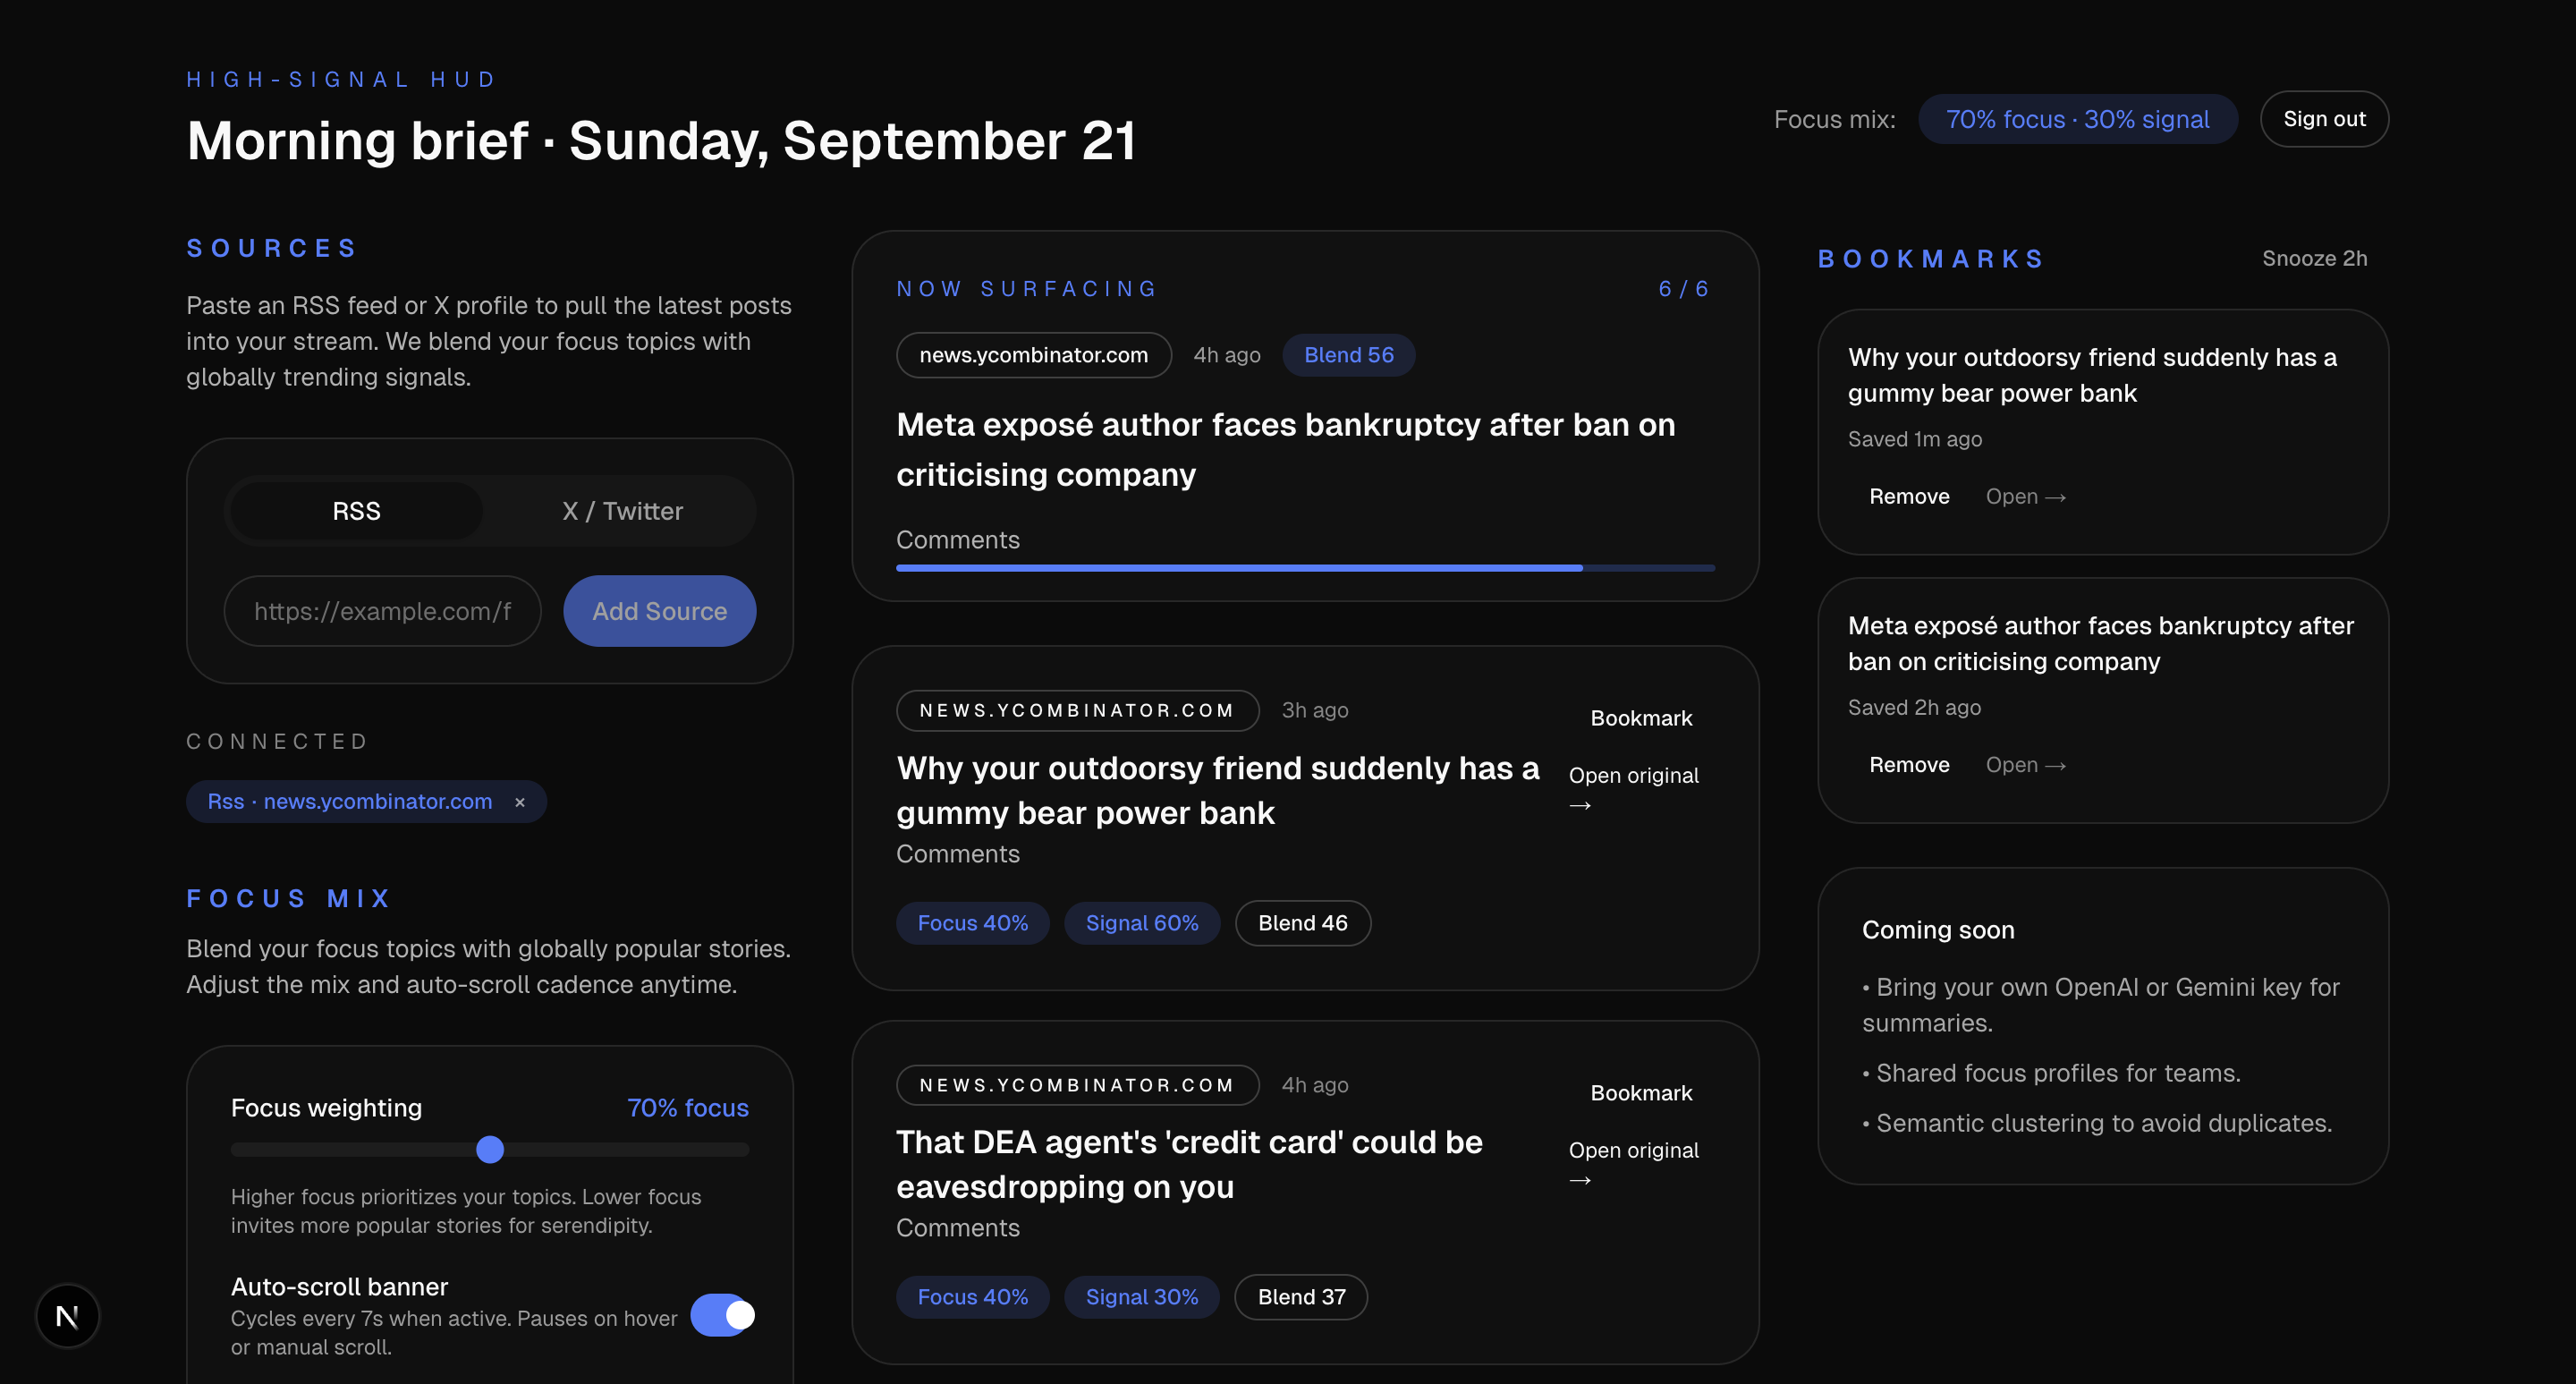 HIGH-SIGNAL HUD
Morning brief · Sunday, September 21
Focus mix:
70% focus · 30% signal
Sign out
SOURCES
Paste an RSS feed or X profile to pull the latest posts
into your stream. We blend your focus topics with
globally trending signals.
RSS
X / Twitter
https://example.com/f
Add Source
CONNECTED
Rss · news.ycombinator.com ×
FOCUS MIX
Blend your focus topics with globally popular stories.
Adjust the mix and auto-scroll cadence anytime.
Focus weighting
70% focus
Higher focus prioritizes your topics. Lower focus
invites more popular stories for serendipity.
Auto-scroll banner
Cycles every 7s when active. Pauses on hover
or manual scroll.
N
NOW SURFACING
6/6
news.ycombinator.com
4h ago
Blend 56
Meta exposé author faces bankruptcy after ban on
criticising company
Comments
NEWS.YCOMBINATOR.COM
3h ago
Bookmark
Why your outdoorsy friend suddenly has a
gummy bear power bank
Open original
→
Comments
Focus 40%
Signal 60%
Blend 46
NEWS.YCOMBINATOR.COM
4h ago
Bookmark
That DEA agent's 'credit card' could be
eavesdropping on you
Open original
→
Comments
Focus 40%
Signal 30%
Blend 37
BOOKMARKS
Snooze 2h
Why your outdoorsy friend suddenly has a
gummy bear power bank
Saved 1m ago
Remove
Open →
Meta exposé author faces bankruptcy after
ban on criticising company
Saved 2h ago
Remove
Open →
Coming soon
• Bring your own OpenAI or Gemini key for
summaries.
• Shared focus profiles for teams.
• Semantic clustering to avoid duplicates.